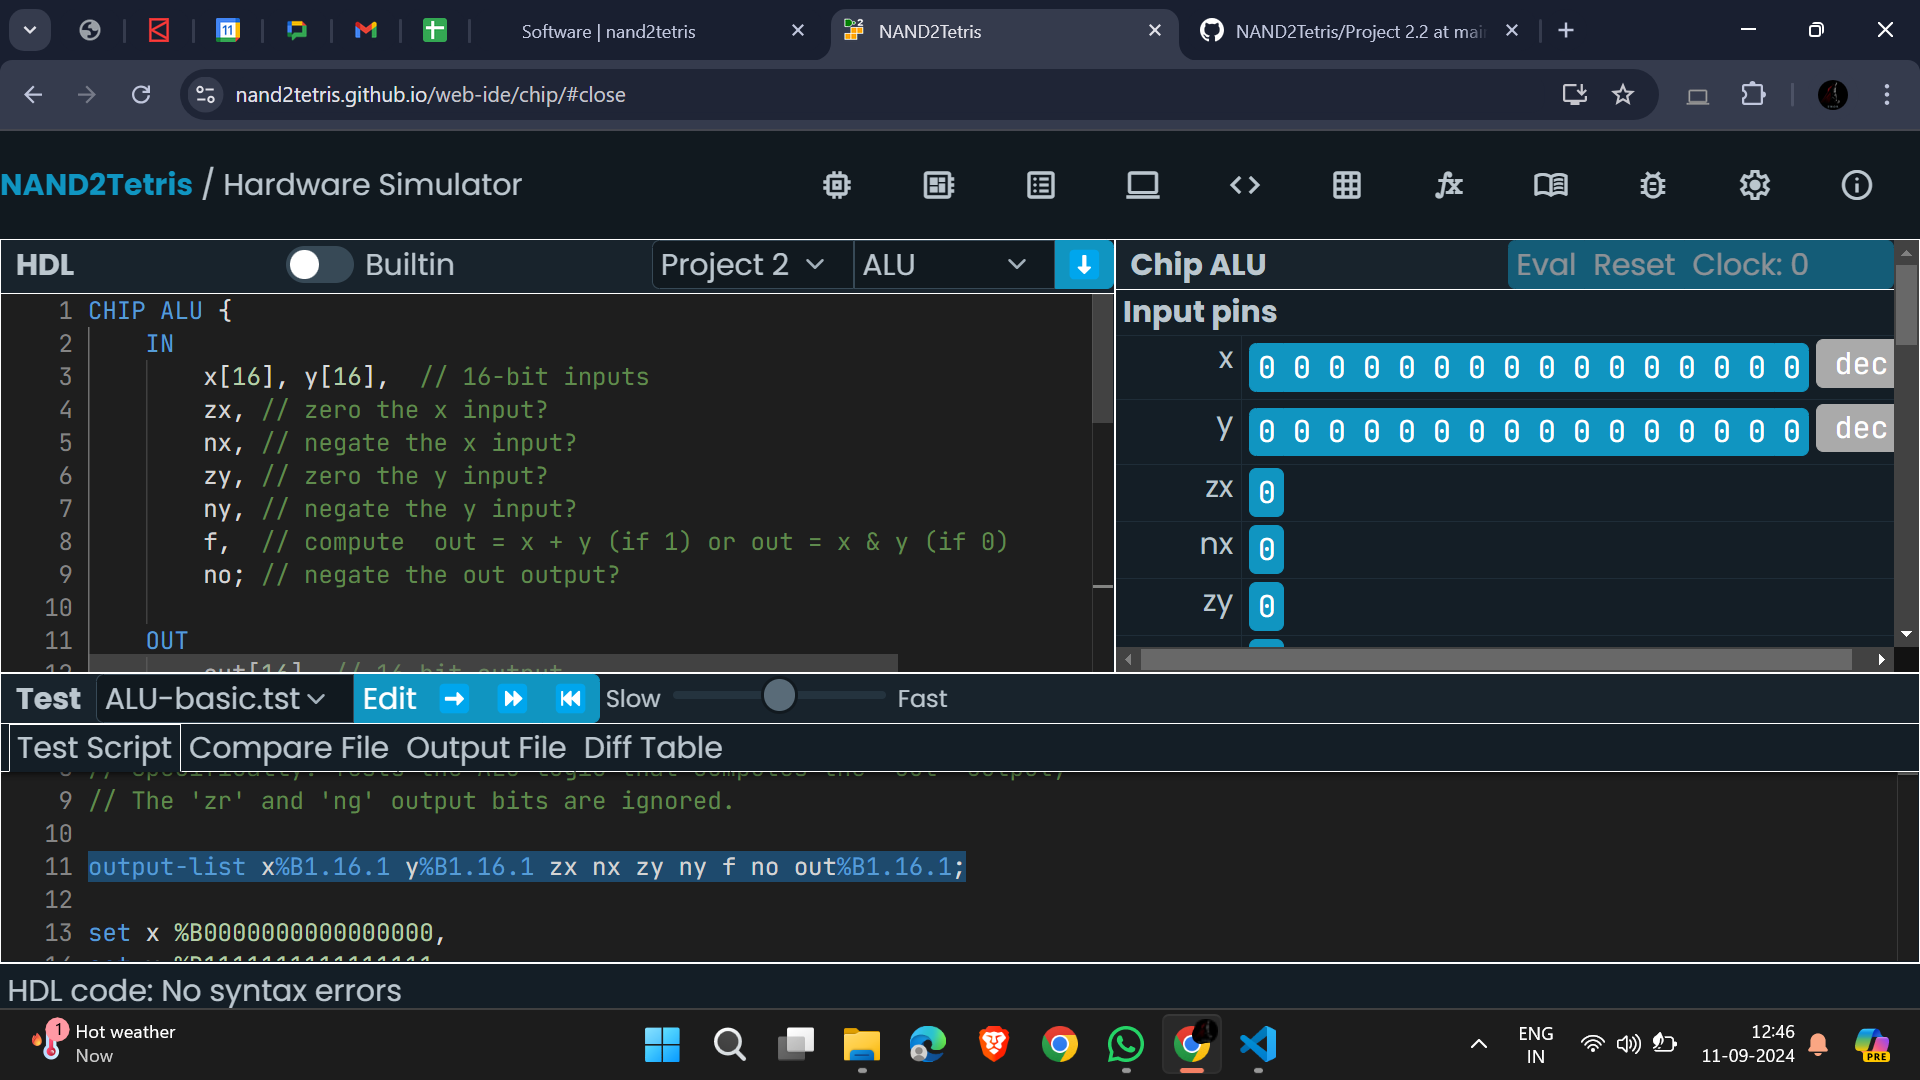 Software | nand2tetris
NAND2Tetris
NAND2Tetris/Project 2.2 at mai
nand2tetris.github.io/web-ide/chip/#close
NAND2Tetris / Hardware Simulator
HDL
Builtin
Project 2
ALU
Chip ALU
Eval Reset Clock: 0
1 CHIP ALU {
2 IN
3 x[16], y[16], // 16-bit inputs
4 zx, // zero the x input?
5 nx, // negate the x input?
6 zy, // zero the y input?
7 ny, // negate the y input?
8 f, // compute out = x + y (if 1) or out = x & y (if 0)
9 no; // negate the out output?
10
11 OUT
12 out[16], // 16-bit output
Input pins
x 0 0 0 0 0 0 0 0 0 0 0 0 0 0 0 0 dec
y 0 0 0 0 0 0 0 0 0 0 0 0 0 0 0 0 dec
zx 0
nx 0
zy 0
Test ALU-basic.tst Edit Slow Fast
Test Script Compare File Output File Diff Table
9 // The 'zr' and 'ng' output bits are ignored.
10
11 output-list x%B1.16.1 y%B1.16.1 zx nx zy ny f no out%B1.16.1;
12
13 set x %B0000000000000000,
HDL code: No syntax errors
1
Hot weather
Now
ENG
IN
12:46
11-09-2024
PRE